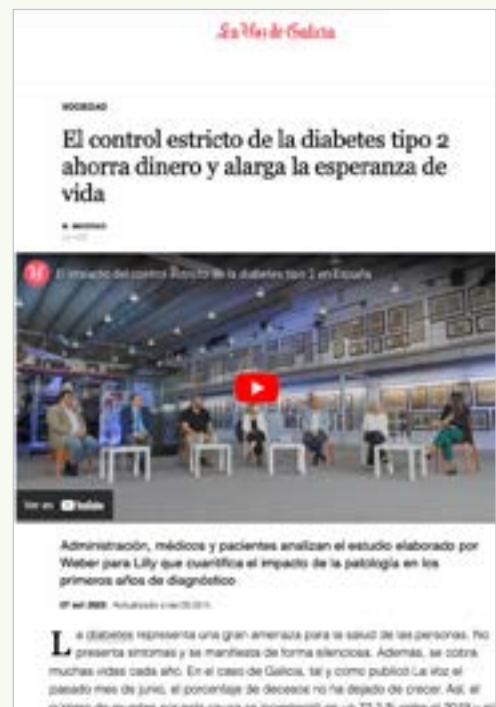 La Voz de Galicia
SOCIEDAD
El control estricto de la diabetes tipo 2
ahorra dinero y alarga la esperanza de
vida
El impacto del control estricto de la diabetes tipo 2 en España
Ver en YouTube
Administración, médicos y pacientes analizan el estudio elaborado por
Weber para Lilly que cuantifica el impacto de la patología en los
primeros años de diagnóstico
La diabetes representa una gran amenaza para la salud de las personas. No
presenta síntomas y se manifiesta de forma silenciosa. Además, se cobra
muchas vidas cada año. En el caso de Galicia, tal y como publicó La Voz el
pasado mes de junio, el porcentaje de decesos no ha dejado de crecer. Así, el